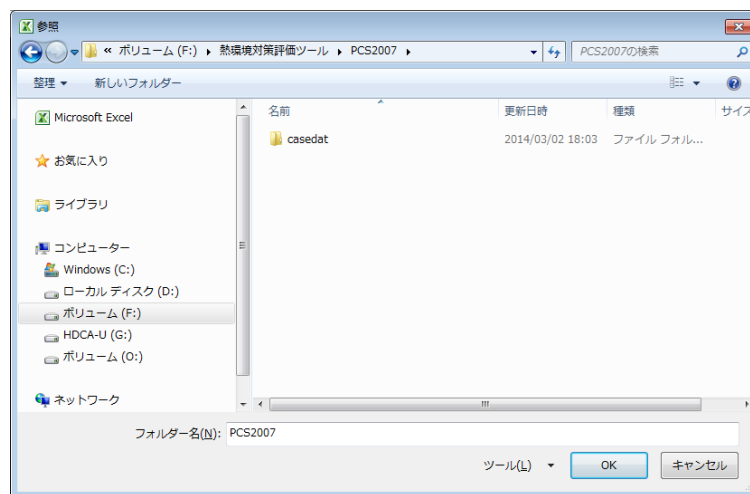 参照
« ボリューム (F:) ▸ 熱環境対策評価ツール ▸ PCS2007 ▸
PCS2007の検索
整理 新しいフォルダー
名前 更新日時 種類 サイズ
casedat 2014/03/02 18:03 ファイル フォル...
Microsoft Excel
お気に入り
ライブラリ
コンピューター
Windows (C:)
ローカル ディスク (D:)
ボリューム (F:)
HDCA-U (G:)
ボリューム (O:)
ネットワーク
フォルダー名(N): PCS2007
ツール(L) OK キャンセル